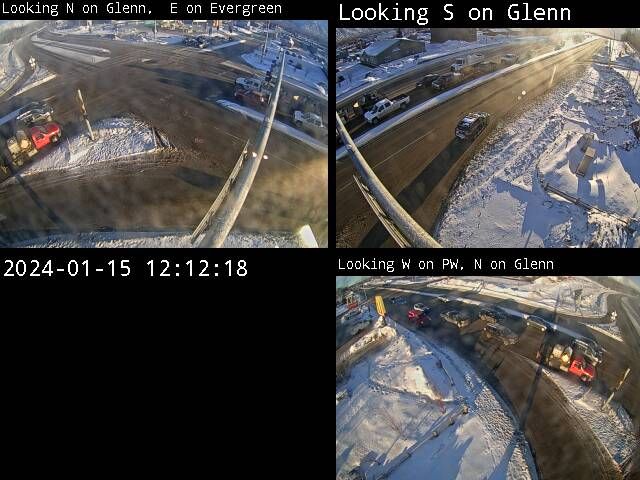 Looking N on Glenn,  E on Evergreen
Looking S on Glenn
2024-01-15 12:12:18
Looking W on PW, N on Glenn